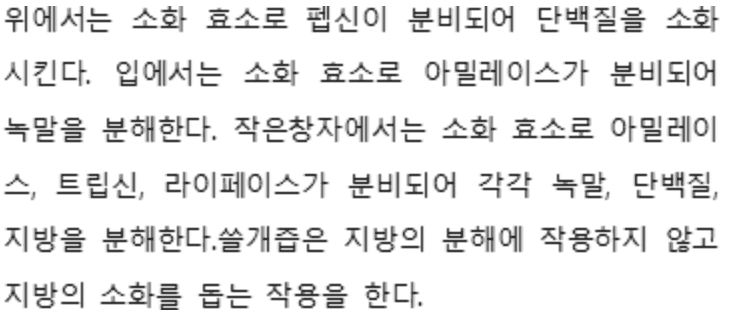 위에서는 소화 효소로 펩신이 분비되어 단백질을 소화
시킨다. 입에서는 소화 효소로 아밀레이스가 분비되어
녹말을 분해한다. 작은창자에서는 소화 효소로 아밀레이
스, 트립신, 라이페이스가 분비되어 각각 녹말, 단백질,
지방을 분해한다.쓸개즙은 지방의 분해에 작용하지 않고
지방의 소화를 돕는 작용을 한다.